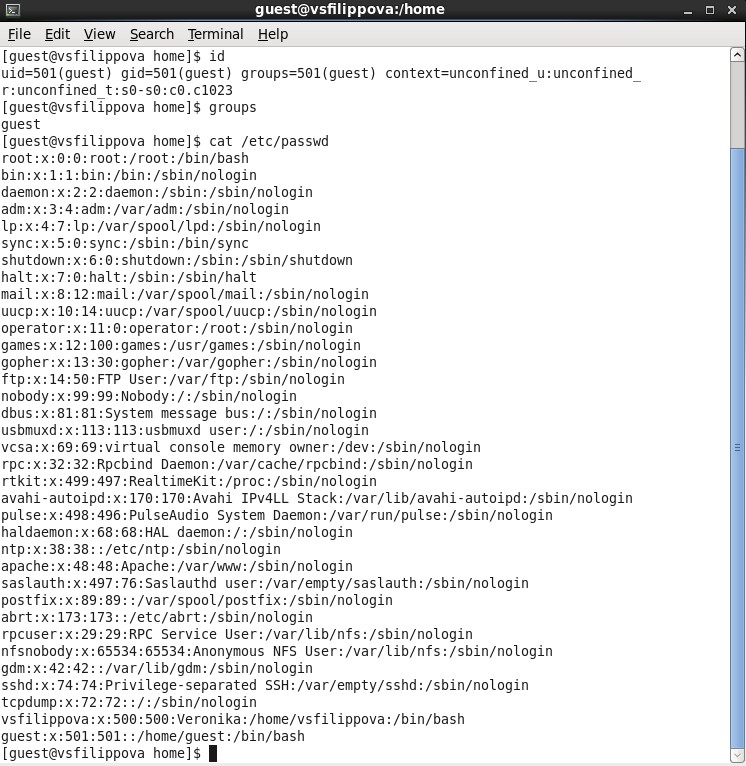 guest@vsfilippova:/home
File Edit View Search Terminal Help
[guest@vsfilippova home]$ id
uid=501(guest) gid=501(guest) groups=501(guest) context=unconfined_u:unconfined_
r:unconfined_t:s0-s0:c0.c1023
[guest@vsfilippova home]$ groups
guest
[guest@vsfilippova home]$ cat /etc/passwd
root:x:0:0:root:/root:/bin/bash
bin:x:1:1:bin:/bin:/sbin/nologin
daemon:x:2:2:daemon:/sbin:/sbin/nologin
adm:x:3:4:adm:/var/adm:/sbin/nologin
lp:x:4:7:lp:/var/spool/lpd:/sbin/nologin
sync:x:5:0:sync:/sbin:/bin/sync
shutdown:x:6:0:shutdown:/sbin:/sbin/shutdown
halt:x:7:0:halt:/sbin:/sbin/halt
mail:x:8:12:mail:/var/spool/mail:/sbin/nologin
uucp:x:10:14:uucp:/var/spool/uucp:/sbin/nologin
operator:x:11:0:operator:/root:/sbin/nologin
games:x:12:100:games:/usr/games:/sbin/nologin
gopher:x:13:30:gopher:/var/gopher:/sbin/nologin
ftp:x:14:50:FTP User:/var/ftp:/sbin/nologin
nobody:x:99:99:Nobody:/:/sbin/nologin
dbus:x:81:81:System message bus:/:/sbin/nologin
usbmuxd:x:113:113:usbmuxd user:/:/sbin/nologin
vcsa:x:69:69:virtual console memory owner:/dev:/sbin/nologin
rpc:x:32:32:Rpcbind Daemon:/var/cache/rpcbind:/sbin/nologin
rtkit:x:499:497:RealtimeKit:/proc:/sbin/nologin
avahi-autoipd:x:170:170:Avahi IPv4LL Stack:/var/lib/avahi-autoipd:/sbin/nologin
pulse:x:498:496:PulseAudio System Daemon:/var/run/pulse:/sbin/nologin
haldaemon:x:68:68:HAL daemon:/:/sbin/nologin
ntp:x:38:38::/etc/ntp:/sbin/nologin
apache:x:48:48:Apache:/var/www:/sbin/nologin
saslauth:x:497:76:Saslauthd user:/var/empty/saslauth:/sbin/nologin
postfix:x:89:89::/var/spool/postfix:/sbin/nologin
abrt:x:173:173::/etc/abrt:/sbin/nologin
rpcuser:x:29:29:RPC Service User:/var/lib/nfs:/sbin/nologin
nfsnobody:x:65534:65534:Anonymous NFS User:/var/lib/nfs:/sbin/nologin
gdm:x:42:42::/var/lib/gdm:/sbin/nologin
sshd:x:74:74:Privilege-separated SSH:/var/empty/sshd:/sbin/nologin
tcpdump:x:72:72::/:/sbin/nologin
vsfilippova:x:500:500:Veronika:/home/vsfilippova:/bin/bash
guest:x:501:501::/home/guest:/bin/bash
[guest@vsfilippova home]$